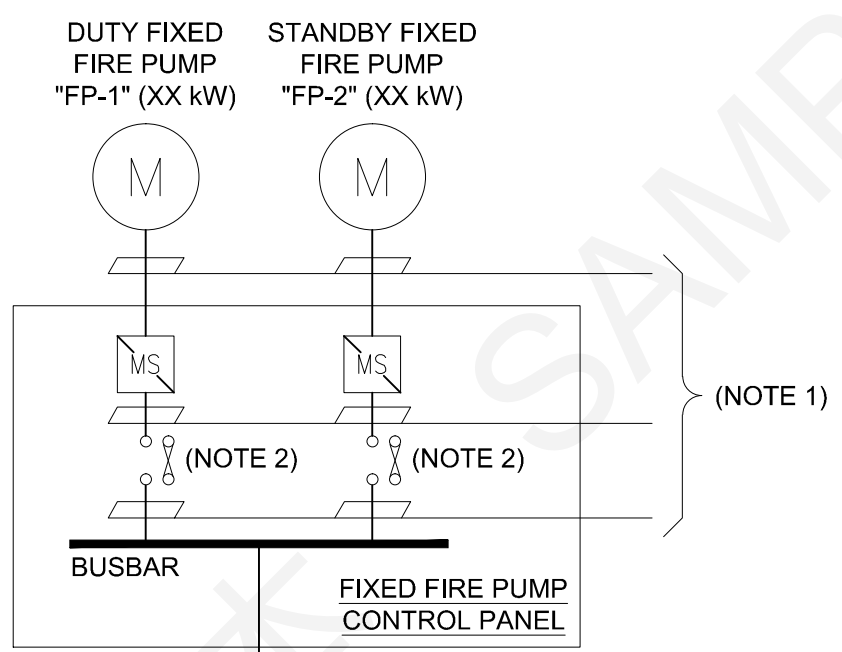 DUTY FIXED
FIRE PUMP
"FP-1" (XX kW)
STANDBY FIXED
FIRE PUMP
"FP-2" (XX kW)
M
M
MS
MS
(NOTE 1)
(NOTE 2)
(NOTE 2)
BUSBAR
FIXED FIRE PUMP
CONTROL PANEL